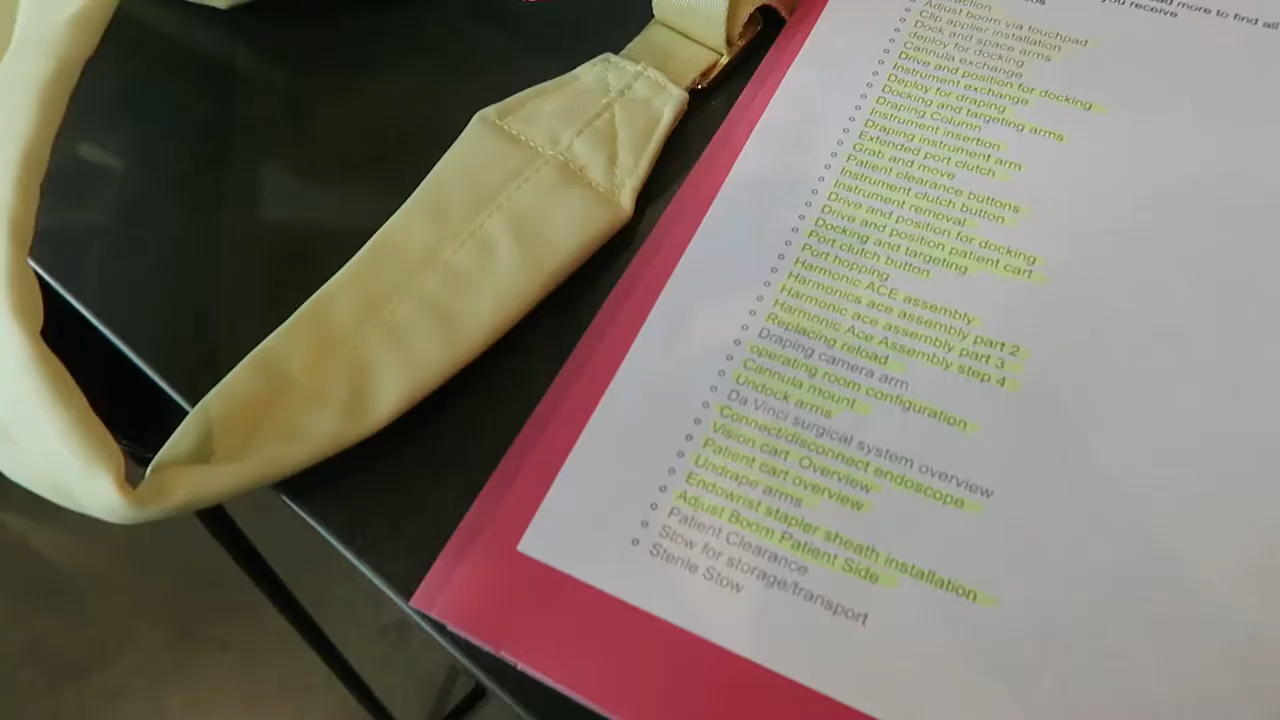 more to find all
you receive
Adjust boom via touchpad
Clip applier installation
Dock and space arms
deploy for docking
Cannula exchange
Drive and position for docking
Instrument exchange
Deploy for draping
Docking and targeting arms
Draping Column
Instrument insertion
Draping instrument arm
Extended port clutch
Grab and move
Patient clearance buttons
Instrument clutch button
Instrument removal
Drive and position for docking
Drive and position patient cart
Docking and targeting
Port clutch button
Port hopping
Harmonic ACE assembly
Harmonics ace assembly part 2
Harmonic ace assembly part 3
Harmonic Ace Assembly step 4
Replacing reload
Draping camera arm
operating room configuration
Cannula mount
Undock arms
Da Vinci surgical system overview
Connect/disconnect endoscope
Vision cart Overview
Patient cart overview
Undrape arms
Endowrist stapler sheath installation
Adjust Boom Patient Side
Patient Clearance
Stow for storage/transport
Sterile Stow